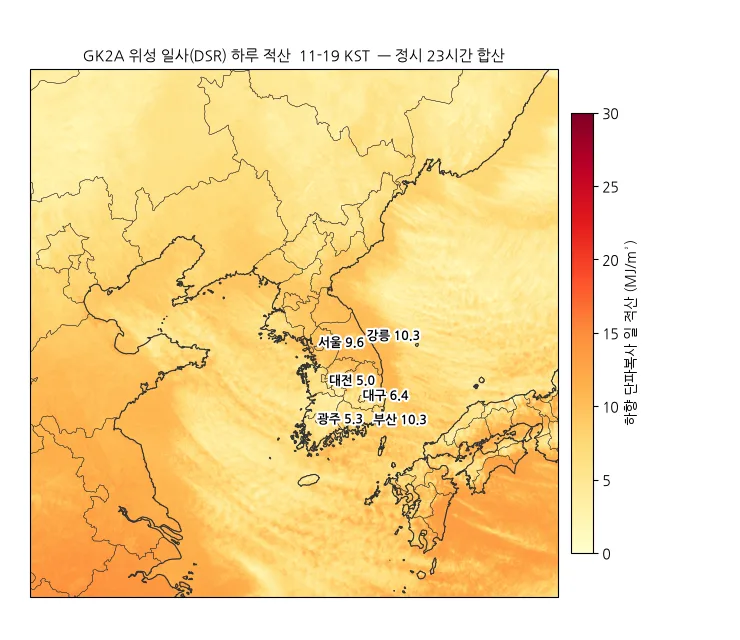 GK2A 위성 일사(DSR) 하루 적산  11-19 KST  — 정시 23시간 합산
30
25
20
15
10
5
0
하향 단파복사 일 적산 (MJ/m²)
서울 9.6
강릉 10.3
대전 5.0
대구 6.4
광주 5.3
부산 10.3